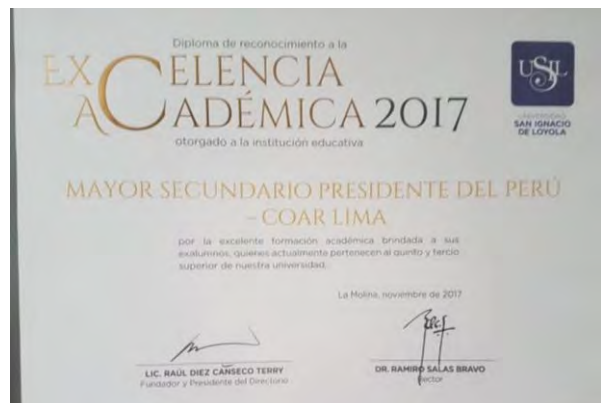 Diploma de reconocimiento a la
EXCELENCIA
ACADÉMICA 2017
otorgado a la institución educativa
USIL
UNIVERSIDAD
SAN IGNACIO
DE LOYOLA
MAYOR SECUNDARIO PRESIDENTE DEL PERÚ
- COAR LIMA
por la excelente formación académica brindada a sus
exalumnos, quienes actualmente pertenecen al quinto y tercio
superior de nuestra universidad.
La Molina, noviembre de 2017
LIC. RAÚL DIEZ CANSECO TERRY
Fundador y Presidente del Directorio
DR. RAMIRO SALAS BRAVO
Rector